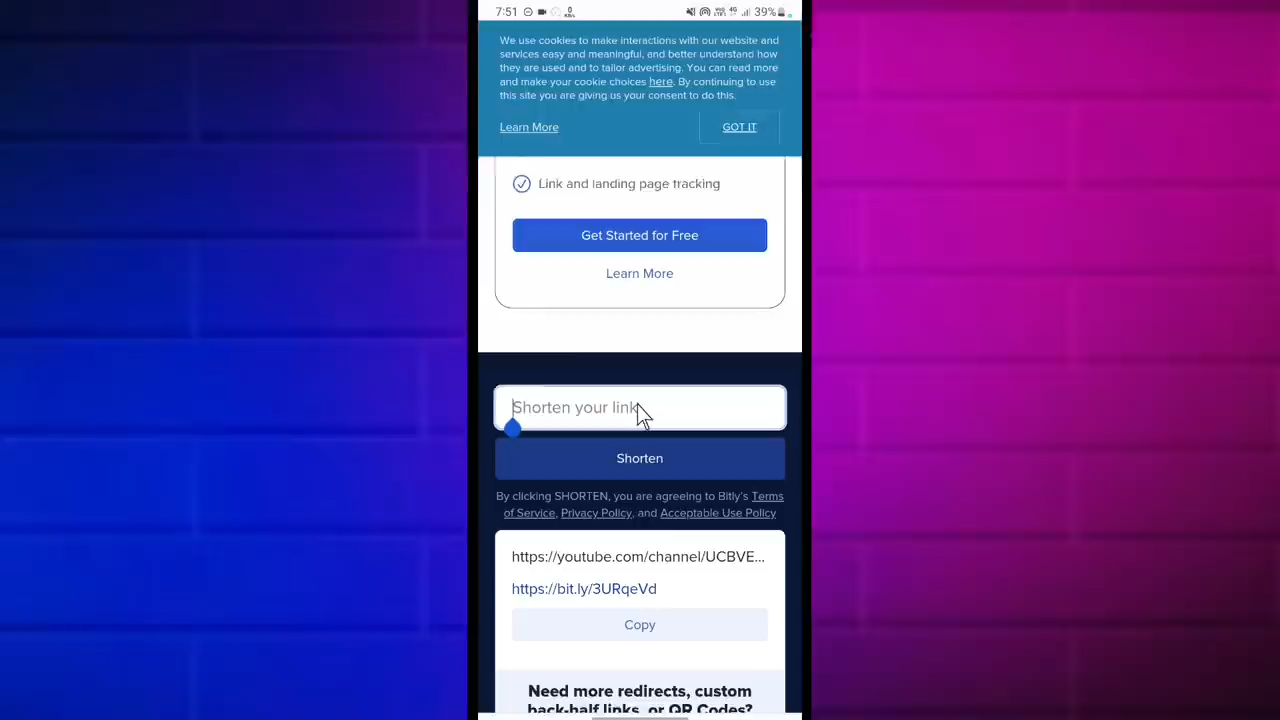 7:51 0 KB/s 4G 39%
We use cookies to make interactions with our website and
services easy and meaningful, and better understand how
they are used and to tailor advertising. You can read more
and make your cookie choices here. By continuing to use
this site you are giving us your consent to do this.
Learn More GOT IT
Link and landing page tracking
Get Started for Free
Learn More
Shorten your link
Shorten
By clicking SHORTEN, you are agreeing to Bitly's Terms
of Service, Privacy Policy, and Acceptable Use Policy
https://youtube.com/channel/UCBVE...
https://bit.ly/3URqeVd
Copy
Need more redirects, custom
back-half links, or QR Codes?